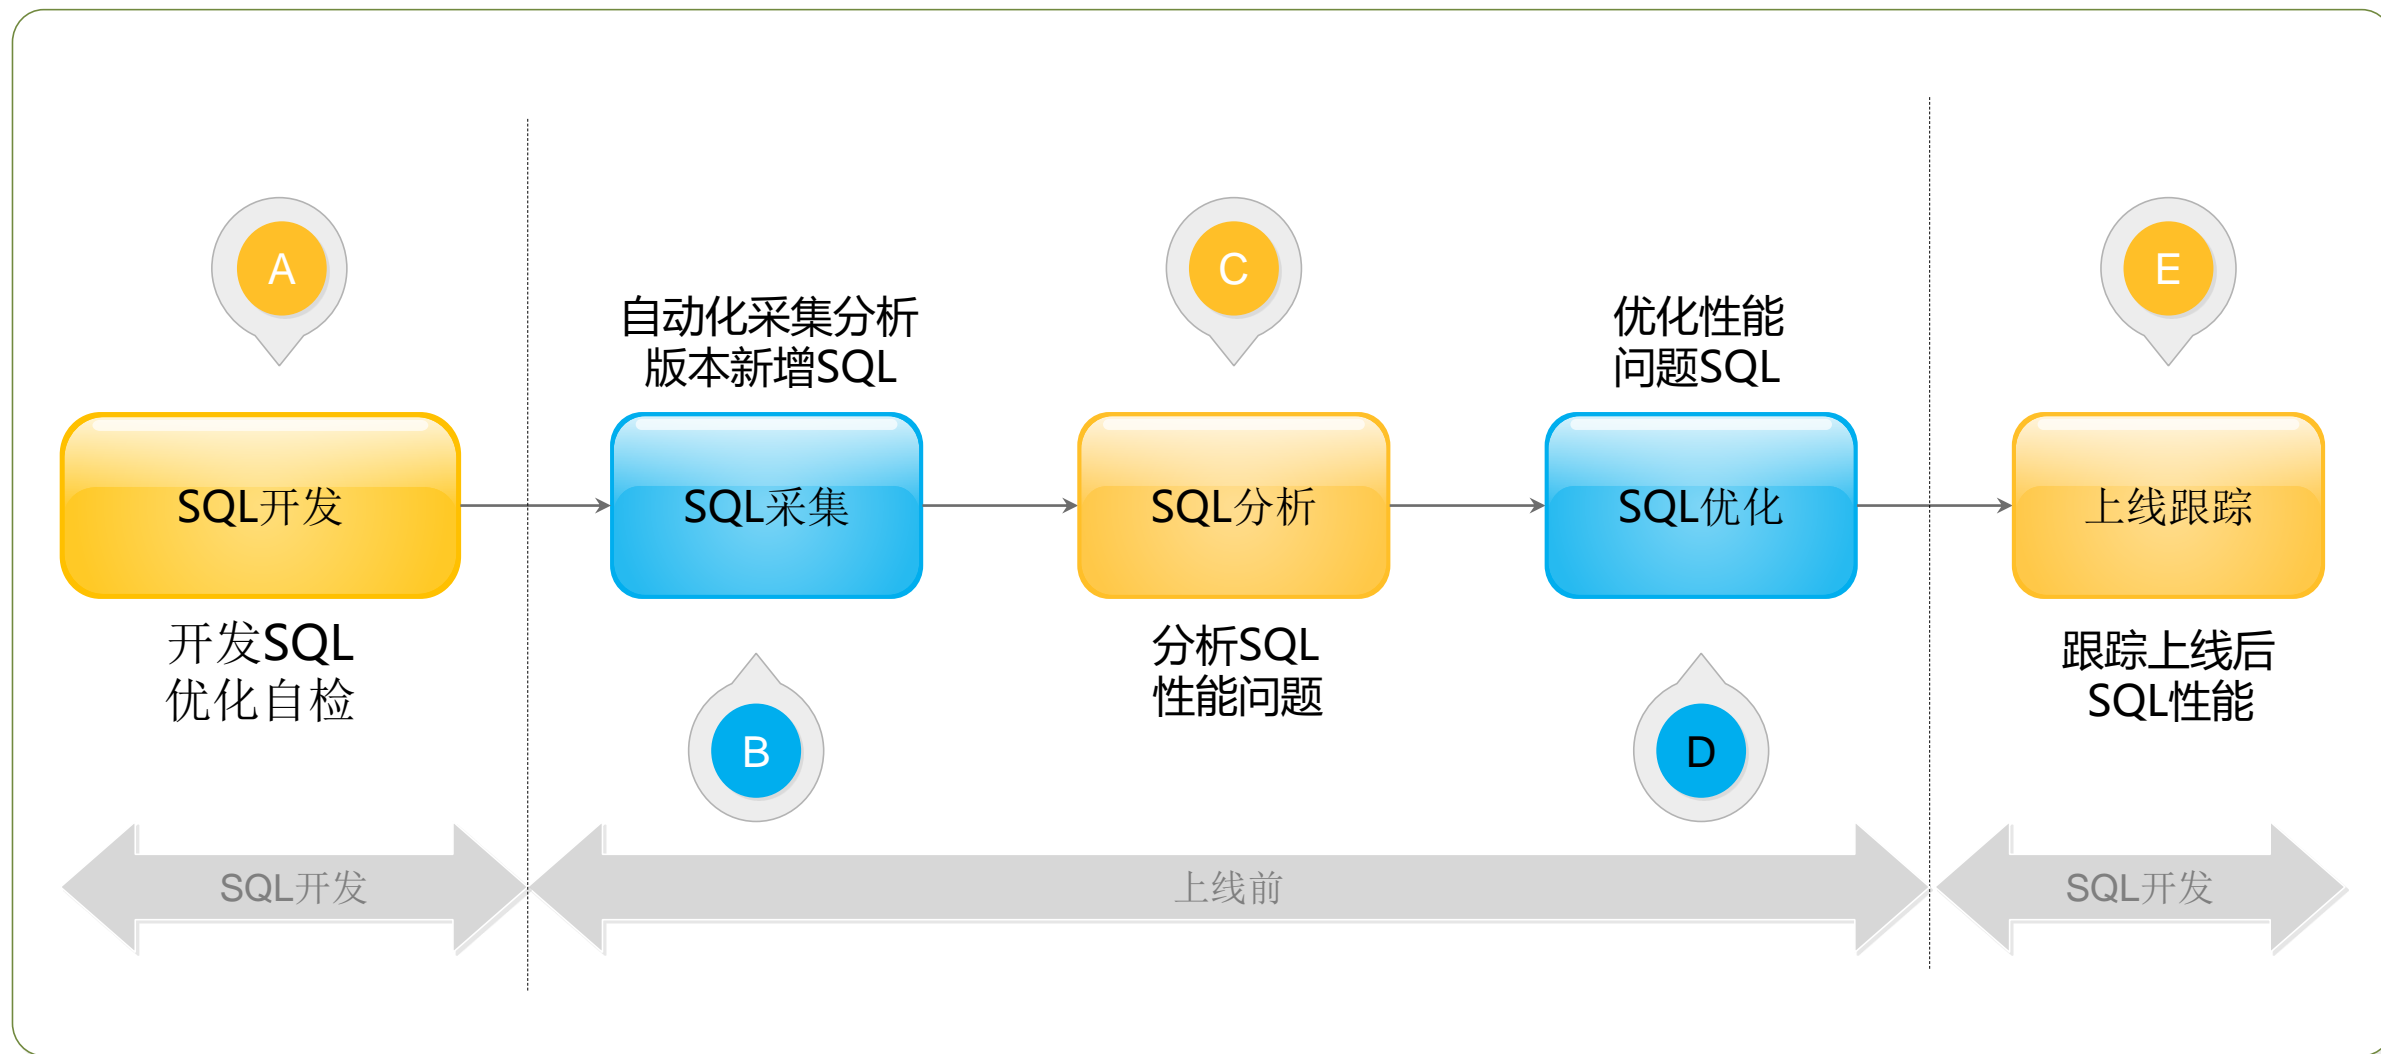 A
C
E
自动化采集分析
版本新增SQL
优化性能
问题SQL
SQL开发
SQL采集
SQL分析
SQL优化
上线跟踪
开发SQL
优化自检
分析SQL
性能问题
跟踪上线后
SQL性能
B
D
SQL开发
上线前
SQL开发